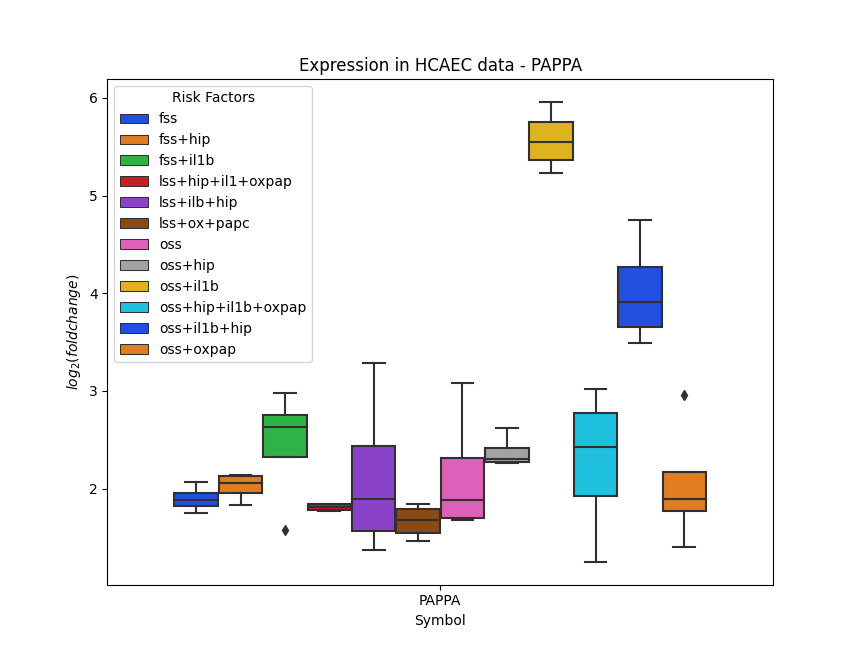 Expression in HCAEC data - PAPPA
Risk Factors
fss
fss+hip
fss+il1b
lss+hip+il1+oxpap
lss+ilb+hip
lss+ox+papc
oss
oss+hip
oss+il1b
oss+hip+il1b+oxpap
oss+il1b+hip
oss+oxpap
6
5
4
3
2
log₂(foldchange)
PAPPA
Symbol